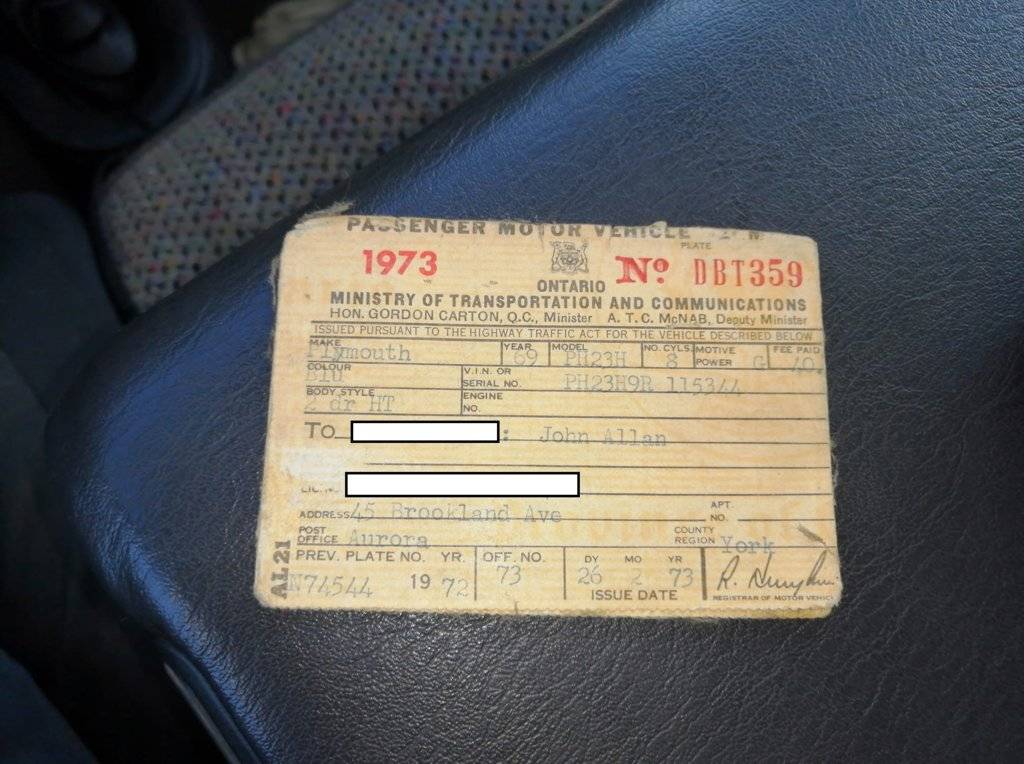 PASSENGER MOTOR VEHICLE
1973 ONTARIO PLATE Nº DBT359
MINISTRY OF TRANSPORTATION AND COMMUNICATIONS
HON. GORDON CARTON, Q.C., Minister A. T. C. McNAB, Deputy Minister
ISSUED PURSUANT TO THE HIGHWAY TRAFFIC ACT FOR THE VEHICLE DESCRIBED BELOW
MAKE Plymouth YEAR 69 MODEL PH23H NO. CYLS. 8 MOTIVE POWER G FEE PAID 40.
COLOUR Blu V.I.N. OR SERIAL NO. PH23H9R 115344
BODY STYLE 2 dr HT ENGINE NO.
TO : John Allan
LIC.
ADDRESS 45 Brookland Ave APT. NO.
POST OFFICE Aurora COUNTY REGION York
PREV. PLATE NO. YR. OFF. NO. DY MO YR
N74544 19 72 73 26 2 73
ISSUE DATE REGISTRAR OF MOTOR VEHICL
AL21